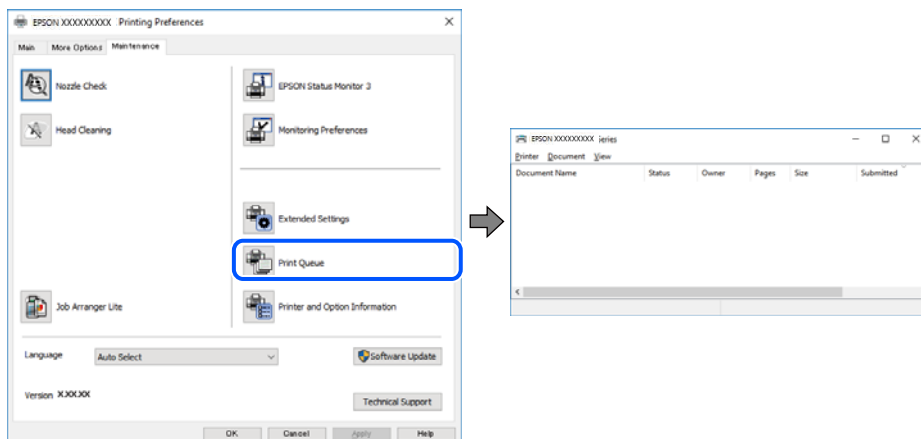 EPSON XXXXXXXXX Printing Preferences
Main More Options Maintenance
Nozzle Check
EPSON Status Monitor 3
Head Cleaning
Monitoring Preferences
Extended Settings
Print Queue
Job Arranger Lite
Printer and Option Information
Language Auto Select
Software Update
Version X.XX.XX
Technical Support
OK Cancel Apply Help
EPSON XXXXXXXXX ieries
Printer Document View
Document Name Status Owner Pages Size Submitted